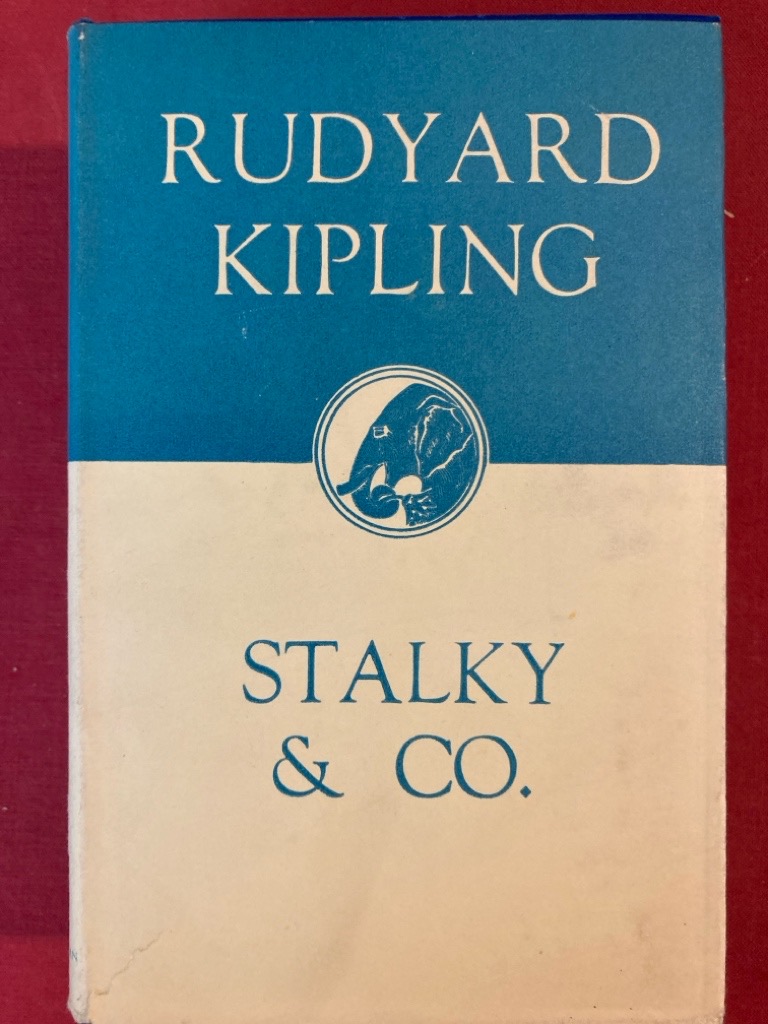 RUDYARD
KIPLING
STALKY
& CO.